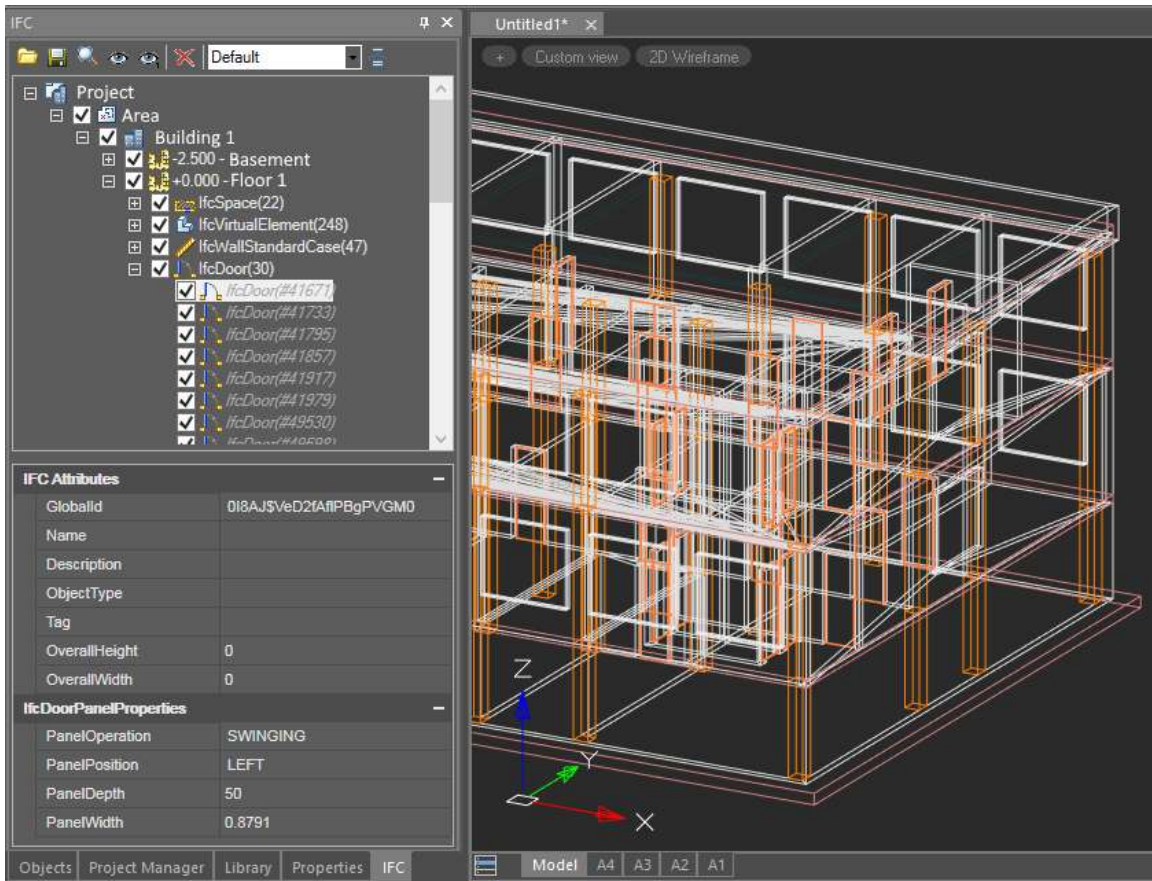 IFC
Default
Project
Area
Building 1
-2.500 - Basement
+0.000 - Floor 1
IfcSpace(22)
IfcVirtualElement(248)
IfcWallStandardCase(47)
IfcDoor(30)
IfcDoor(#41671)
IfcDoor(#41733)
IfcDoor(#41795)
IfcDoor(#41857)
IfcDoor(#41917)
IfcDoor(#41979)
IfcDoor(#49530)
IfcDoor(#49598)
IFC Attributes
GlobalId 0I8AJ$VeD2fAflPBgPVGM0
Name
Description
ObjectType
Tag
OverallHeight 0
OverallWidth 0
IfcDoorPanelProperties
PanelOperation SWINGING
PanelPosition LEFT
PanelDepth 50
PanelWidth 0.8791
Objects Project Manager Library Properties IFC
Untitled1*
+ Custom view 2D Wireframe
Z
Y
X
Model A4 A3 A2 A1